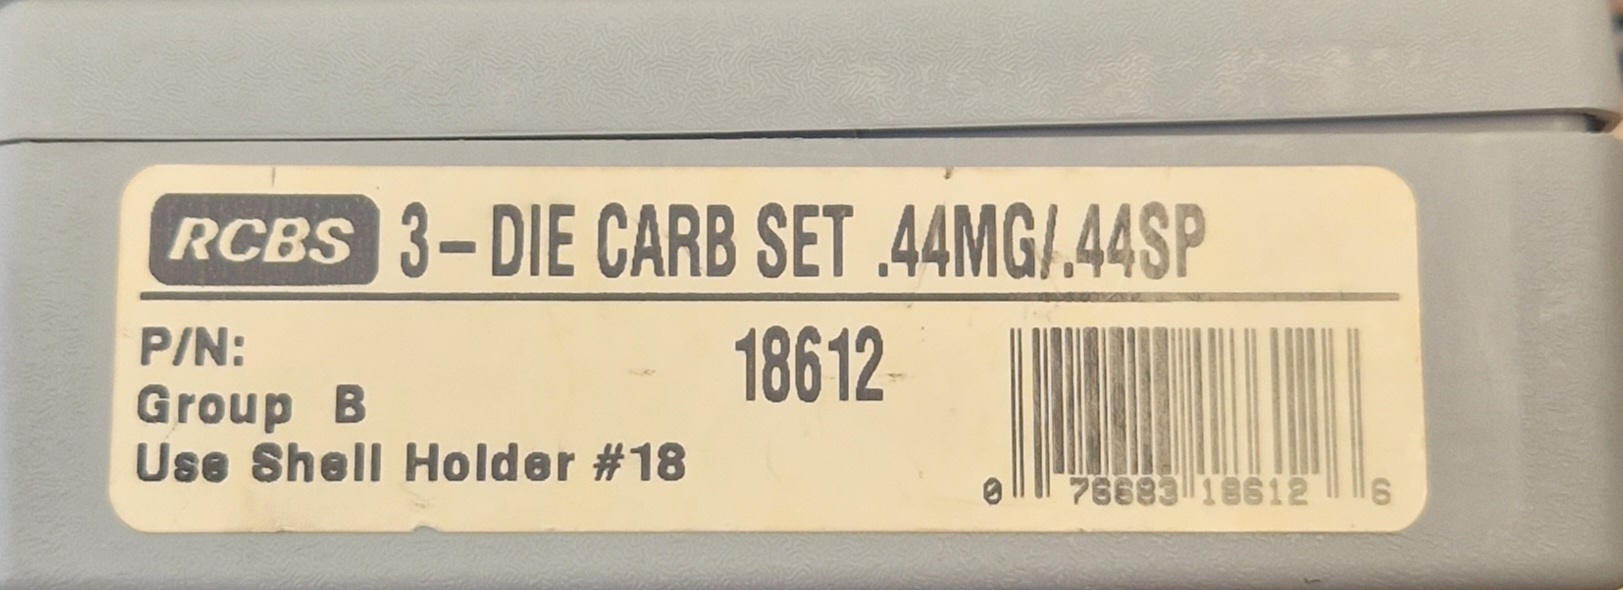 RCBS 3-DIE CARB SET .44MG/.44SP
P/N: 18612
Group B
Use Shell Holder #18
0 76683 18612 6